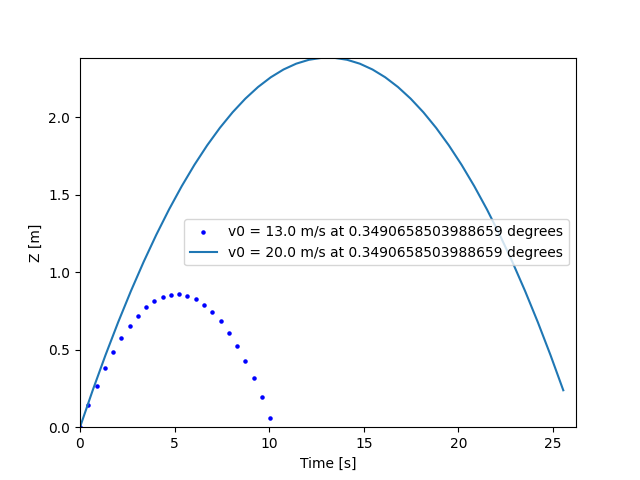 2.0
1.5
1.0
0.5
0.0
Z [m]
v0 = 13.0 m/s at 0.3490658503988659 degrees
v0 = 20.0 m/s at 0.3490658503988659 degrees
0 5 10 15 20 25
Time [s]